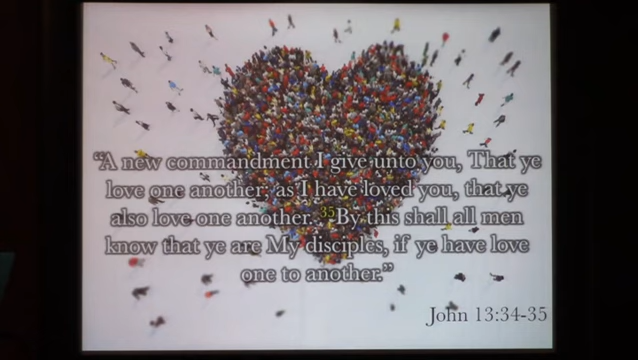 “A new commandment I give unto you, That ye
love one another; as I have loved you, that ye
also love one another. 35 By this shall all men
know that ye are My disciples, if ye have love
one to another.”
John 13:34-35